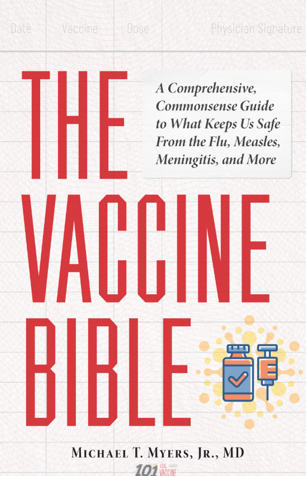 Date Vaccine Dose Physician Signature
THE
A Comprehensive,
Commonsense Guide
to What Keeps Us Safe
From the Flu, Measles,
Meningitis, and More
VACCINE
BIBLE
Michael T. Myers, Jr., MD
101
VACCINE